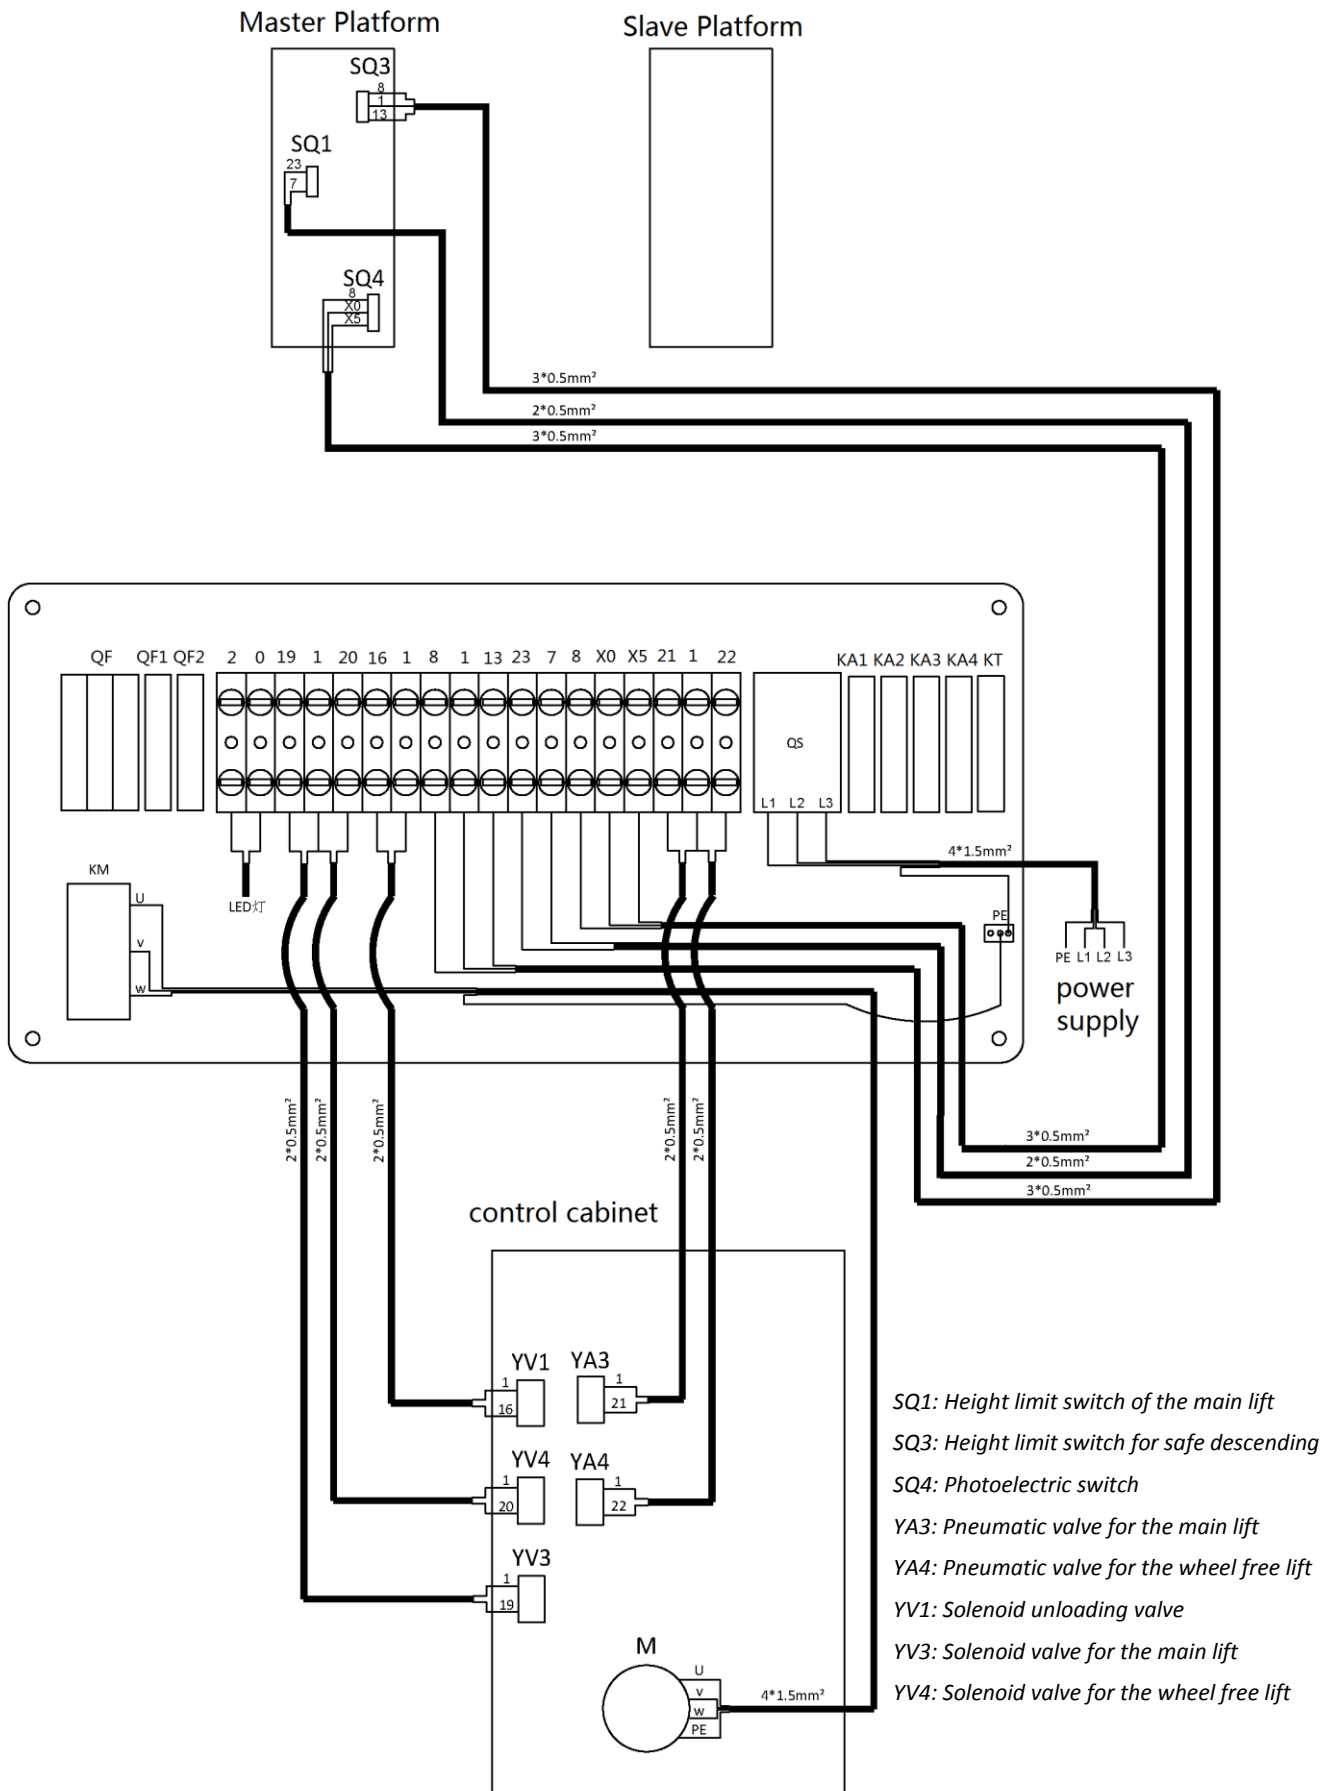 Master Platform
Slave Platform
SQ3
8
1
13
SQ1
23
7
SQ4
8
X0
X5
3*0.5mm²
2*0.5mm²
3*0.5mm²
QF QF1 QF2 2 0 19 1 20 16 1 8 1 13 23 7 8 X0 X5 21 1 22 KA1 KA2 KA3 KA4 KT
QS
L1 L2 L3
4*1.5mm²
KM
U
V
W
LED灯
PE
PE L1 L2 L3
power
supply
2*0.5mm²
2*0.5mm²
2*0.5mm²
2*0.5mm²
2*0.5mm²
3*0.5mm²
2*0.5mm²
3*0.5mm²
control cabinet
YV1
1
16
YA3
1
21
YV4
1
20
YA4
1
22
YV3
1
19
M
U
V
W
PE
4*1.5mm²
SQ1: Height limit switch of the main lift
SQ3: Height limit switch for safe descending
SQ4: Photoelectric switch
YA3: Pneumatic valve for the main lift
YA4: Pneumatic valve for the wheel free lift
YV1: Solenoid unloading valve
YV3: Solenoid valve for the main lift
YV4: Solenoid valve for the wheel free lift